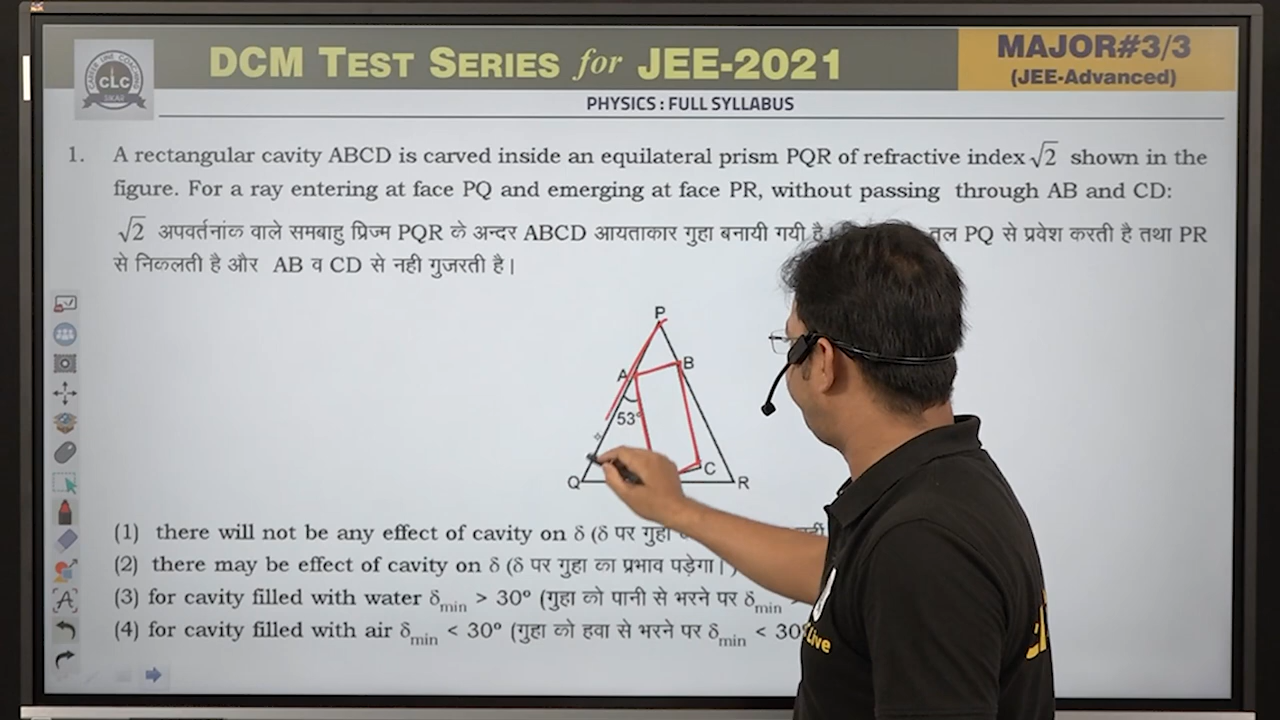 DCM TEST SERIES for JEE-2021
MAJOR#3/3
(JEE-Advanced)
CLC
SIKAR
PHYSICS : FULL SYLLABUS
1. A rectangular cavity ABCD is carved inside an equilateral prism PQR of refractive index √2 shown in the
figure. For a ray entering at face PQ and emerging at face PR, without passing through AB and CD:
√2 अपवर्तनांक वाले समबाहु प्रिज्म PQR के अन्दर ABCD आयताकार गुहा बनायी गयी है। तल PQ से प्रवेश करती है तथा PR
से निकलती है और AB व CD से नही गुजरती है।
P
A
B
53°
C
Q
R
(1) there will not be any effect of cavity on δ (δ पर गुहा
(2) there may be effect of cavity on δ (δ पर गुहा का प्रभाव पड़ेगा।)
(3) for cavity filled with water δmin > 30° (गुहा को पानी से भरने पर δmin >
(4) for cavity filled with air δmin < 30° (गुहा को हवा से भरने पर δmin < 30
Live